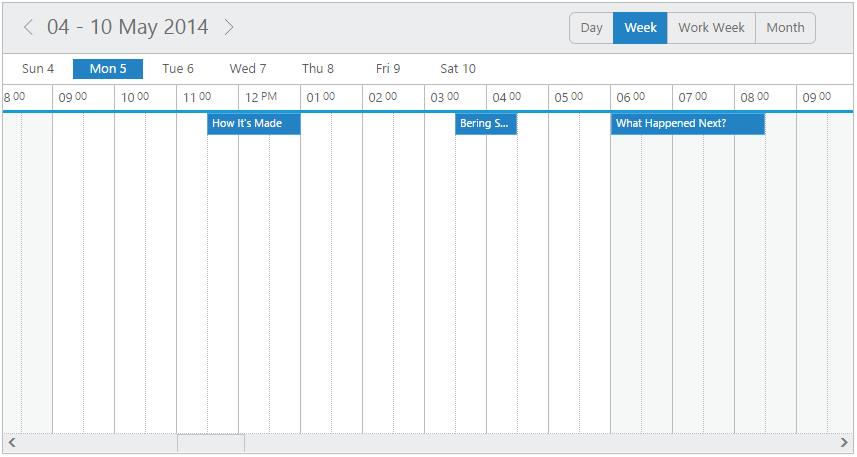 04 - 10 May 2014 Day Week Work Week Month
Sun 4 Mon 5 Tue 6 Wed 7 Thu 8 Fri 9 Sat 10
8 00 09 00 10 00 11 00 12 PM 01 00 02 00 03 00 04 00 05 00 06 00 07 00 08 00 09 00
How It's Made Bering S... What Happened Next?